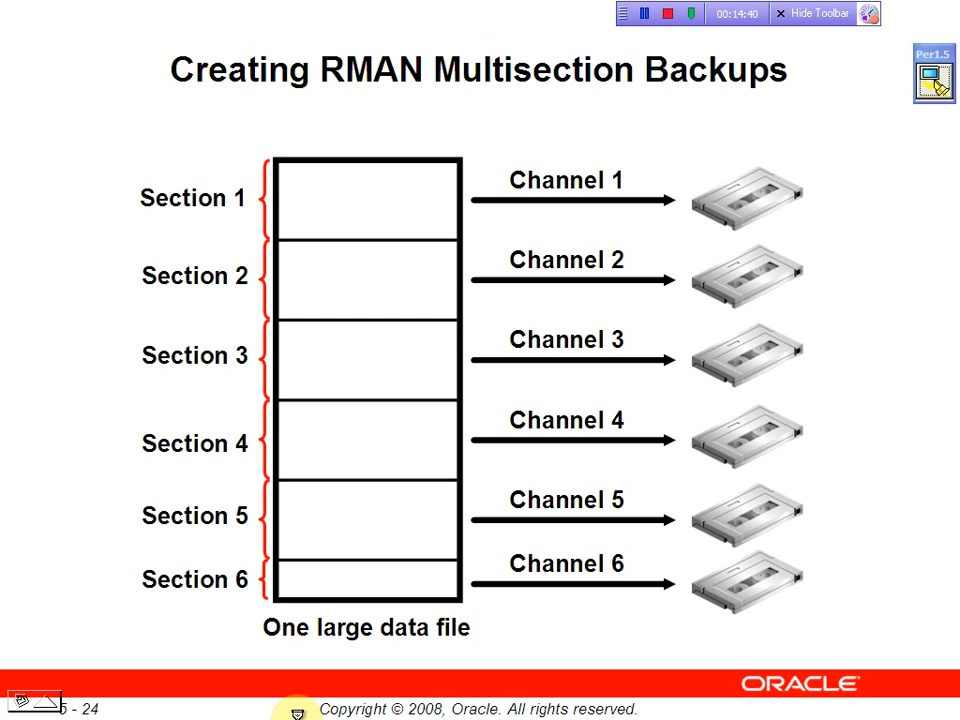 00:14:40
Hide Toolbar
Creating RMAN Multisection Backups
Per1.5
Section 1
Channel 1
Section 2
Channel 2
Section 3
Channel 3
Section 4
Channel 4
Section 5
Channel 5
Section 6
Channel 6
One large data file
ORACLE
5 - 24
Copyright © 2008, Oracle. All rights reserved.